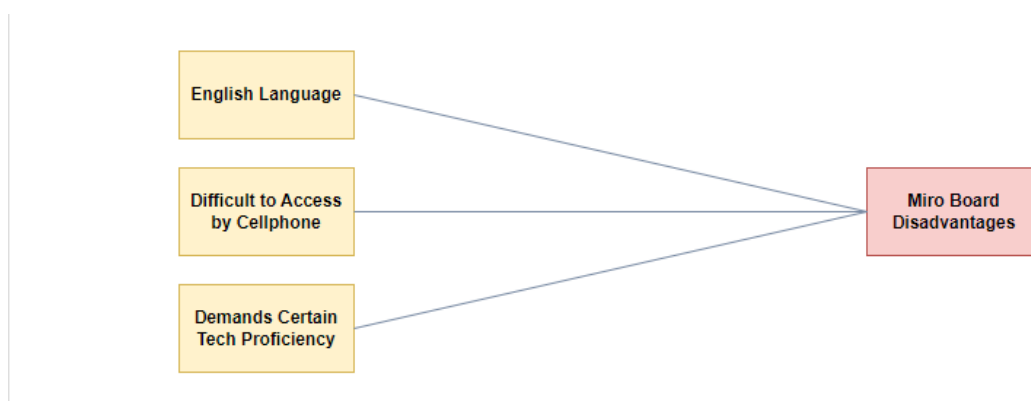 English Language
Difficult to Access
by Cellphone
Demands Certain
Tech Proficiency
Miro Board
Disadvantages